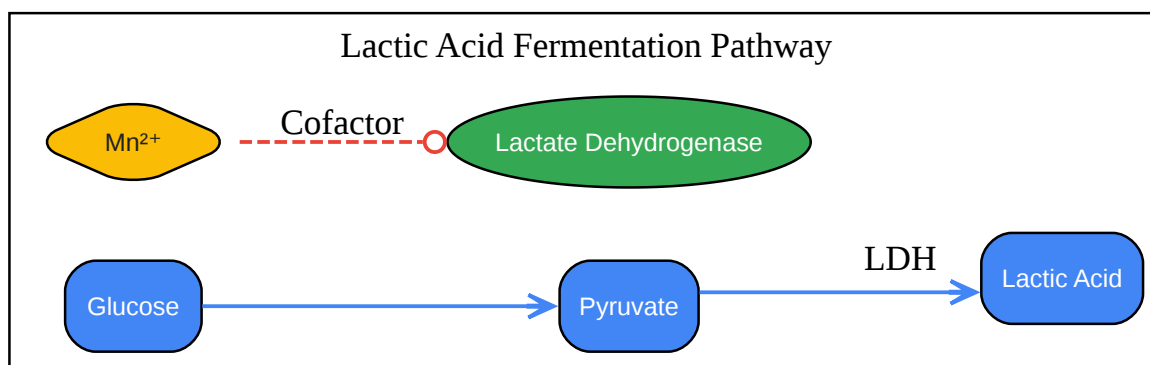 Lactic Acid Fermentation Pathway
Mn²⁺
Cofactor
Lactate Dehydrogenase
LDH
Lactic Acid
Glucose
Pyruvate